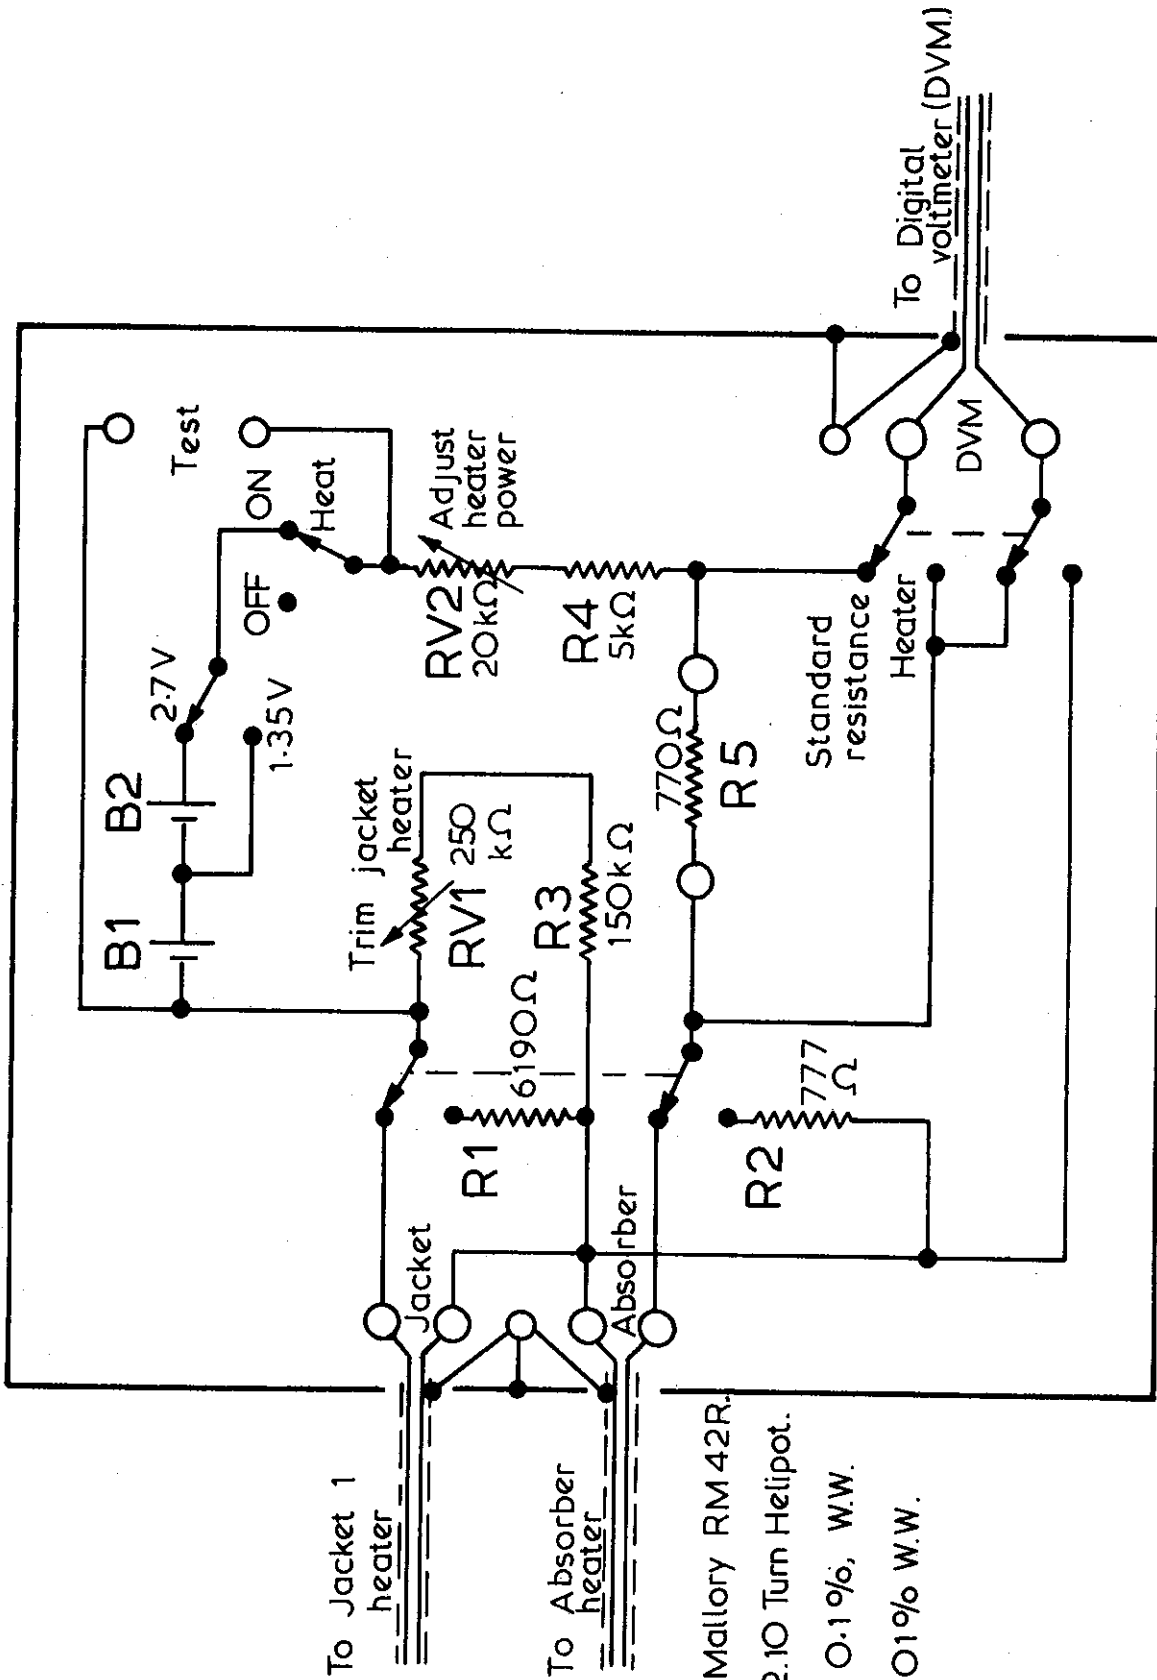 B1
B2
2·7V
1·35V
OFF
ON
Heat
Test
Trim jacket
heater
RV1
250
kΩ
R3
150kΩ
RV2
20kΩ
Adjust
heater
power
R4
5kΩ
R1
6190Ω
770Ω
R5
R2
777
Ω
Standard
resistance
Heater
DVM
To Digital
voltmeter (DVM)
Jacket
Absorber
To Jacket 1
heater
To Absorber
heater
Mallory RM42R.
2.10 Turn Helipot.
0·1%, W.W.
01% W.W.